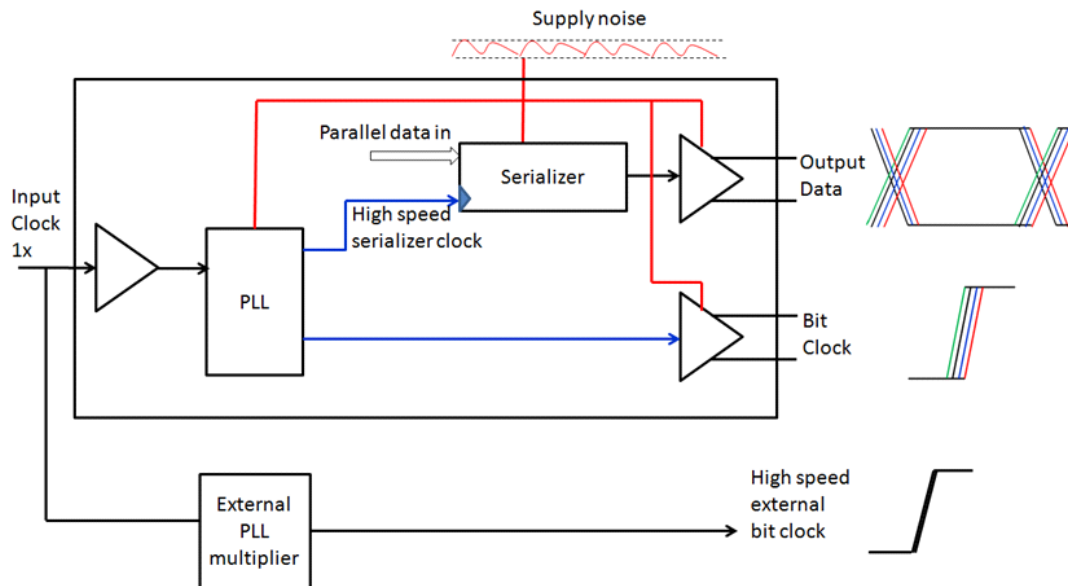 Supply noise
Parallel data in
Serializer
Output
Data
Input
Clock
1x
High speed
serializer clock
PLL
Bit
Clock
External
PLL
multiplier
High speed
external
bit clock